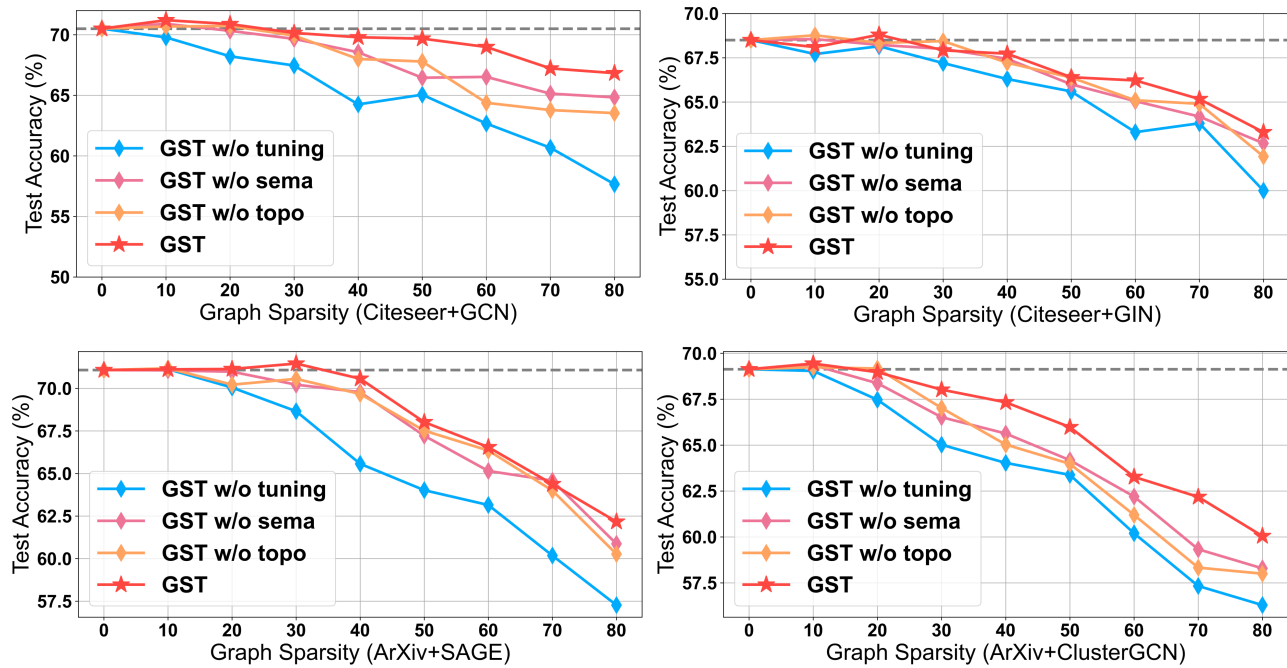 70
65
60
55
50
Test Accuracy (%)
GST w/o tuning
GST w/o sema
GST w/o topo
GST
0 10 20 30 40 50 60 70 80
Graph Sparsity (Citeseer+GCN)
70.0
67.5
65.0
62.5
60.0
57.5
55.0
Test Accuracy (%)
GST w/o tuning
GST w/o sema
GST w/o topo
GST
0 10 20 30 40 50 60 70 80
Graph Sparsity (Citeseer+GIN)
70.0
67.5
65.0
62.5
60.0
57.5
Test Accuracy (%)
GST w/o tuning
GST w/o sema
GST w/o topo
GST
0 10 20 30 40 50 60 70 80
Graph Sparsity (ArXiv+SAGE)
70.0
67.5
65.0
62.5
60.0
57.5
Test Accuracy (%)
GST w/o tuning
GST w/o sema
GST w/o topo
GST
0 10 20 30 40 50 60 70 80
Graph Sparsity (ArXiv+ClusterGCN)